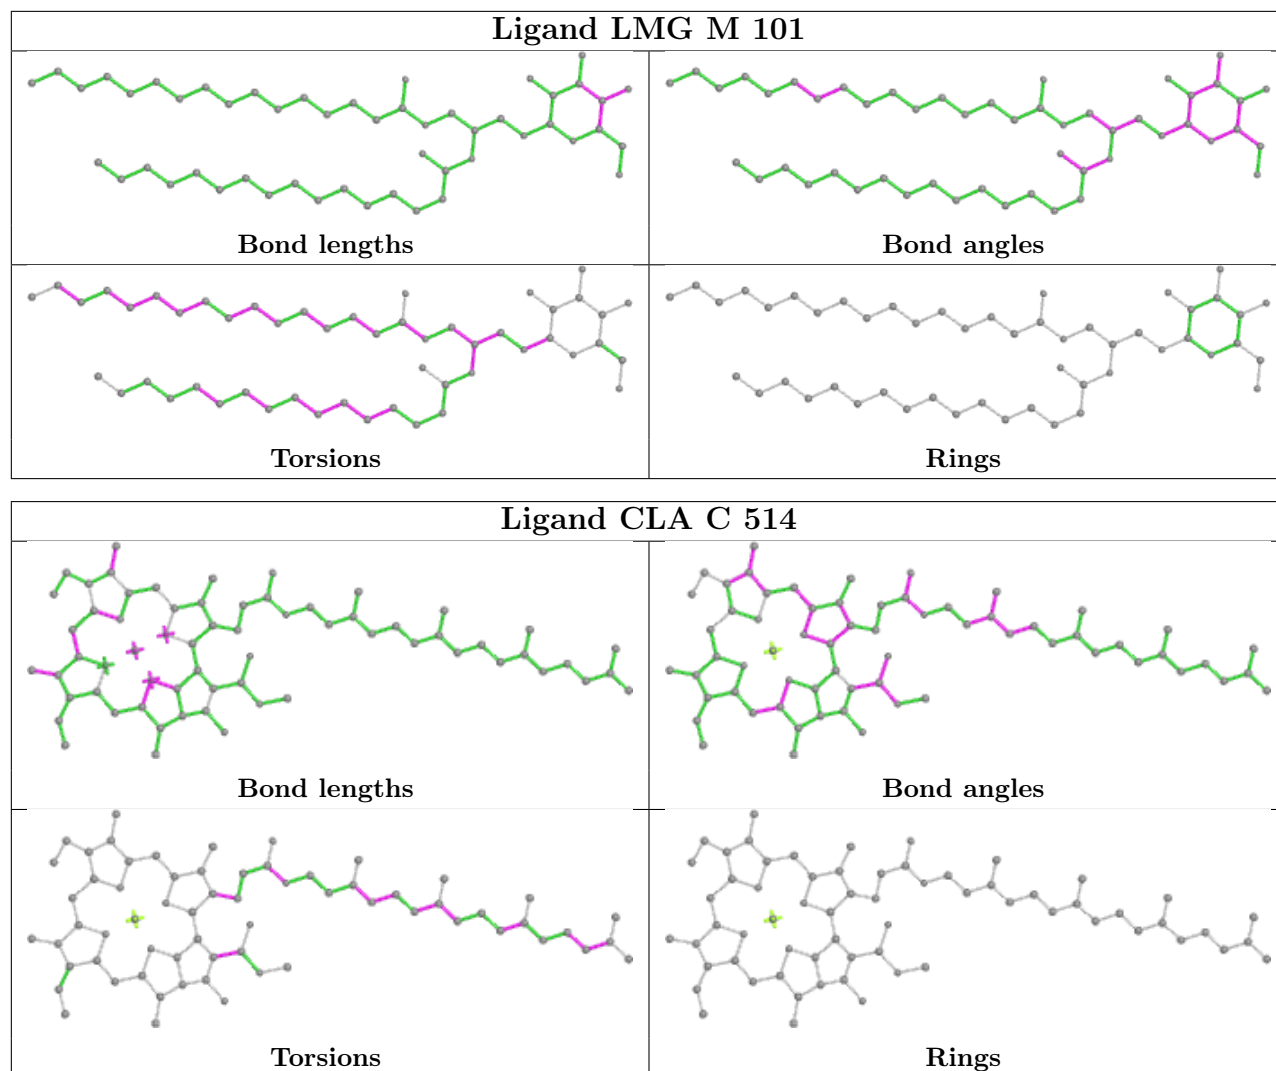 Ligand LMG M 101
Bond lengths
Bond angles
Torsions
Rings
Ligand CLA C 514
Bond lengths
Bond angles
Torsions
Rings